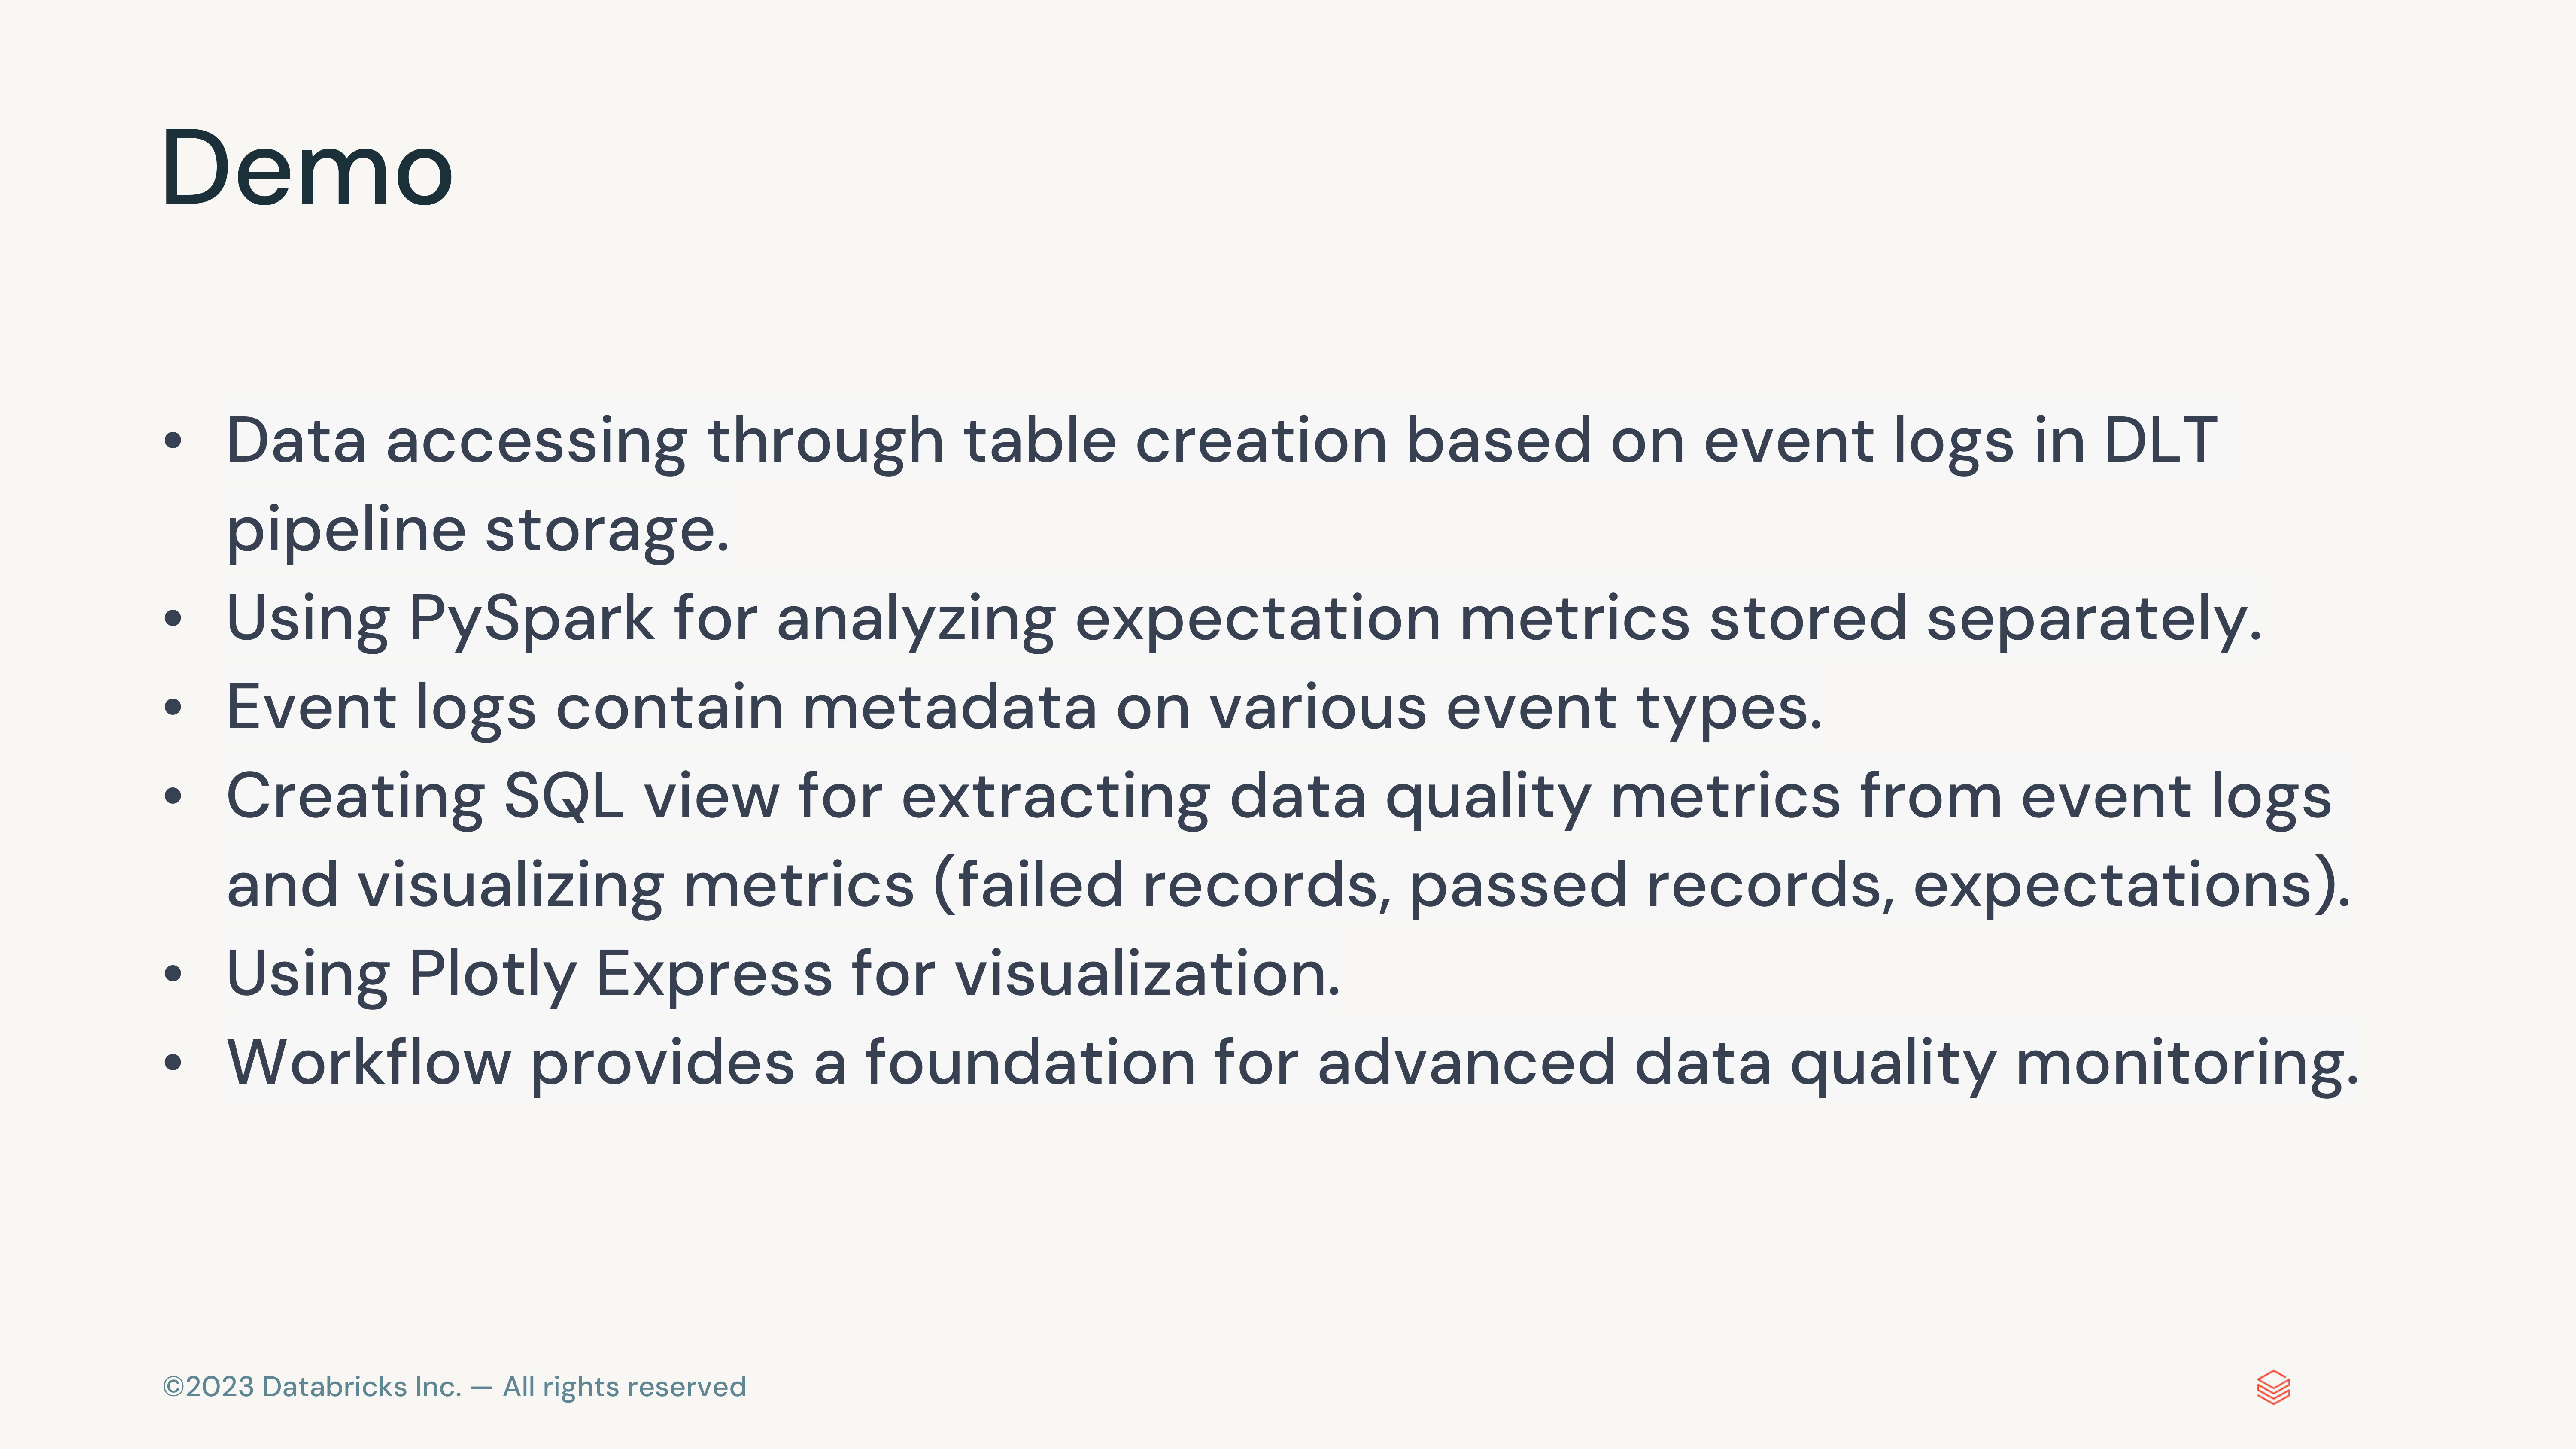 Demo
• Data accessing through table creation based on event logs in DLT
pipeline storage.
• Using PySpark for analyzing expectation metrics stored separately.
• Event logs contain metadata on various event types.
• Creating SQL view for extracting data quality metrics from event logs
and visualizing metrics (failed records, passed records, expectations).
• Using Plotly Express for visualization.
• Workflow provides a foundation for advanced data quality monitoring.
©2023 Databricks Inc. — All rights reserved